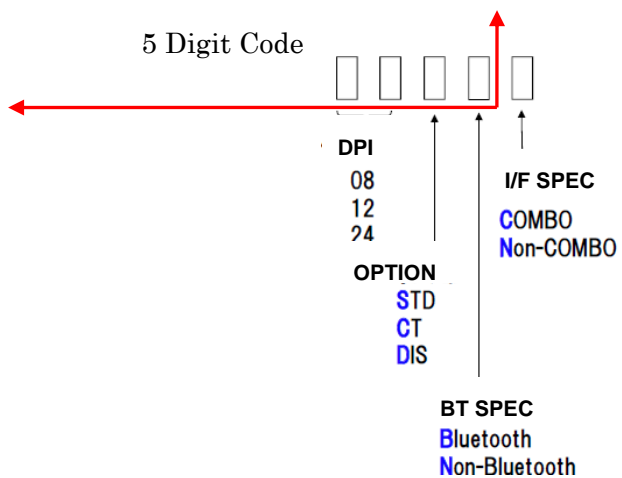 5 Digit Code
DPI
08
12
24
I/F SPEC
COMBO
Non-COMBO
OPTION
STD
CT
DIS
BT SPEC
Bluetooth
Non-Bluetooth